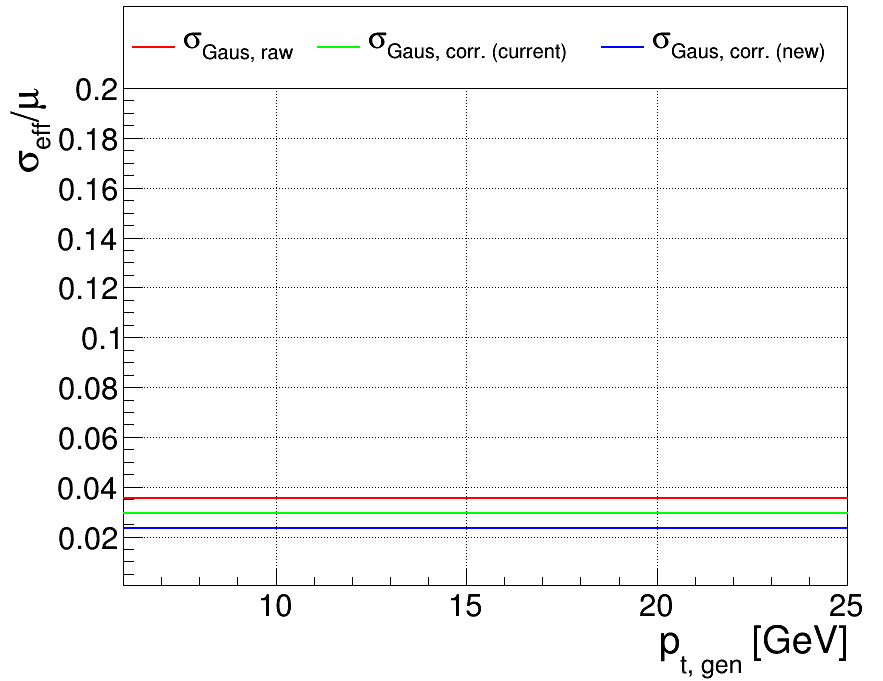 σGaus, raw σGaus, corr. (current) σGaus, corr. (new)
σeff/μ
0.2
0.18
0.16
0.14
0.12
0.1
0.08
0.06
0.04
0.02
10 15 20 25
pt, gen [GeV]